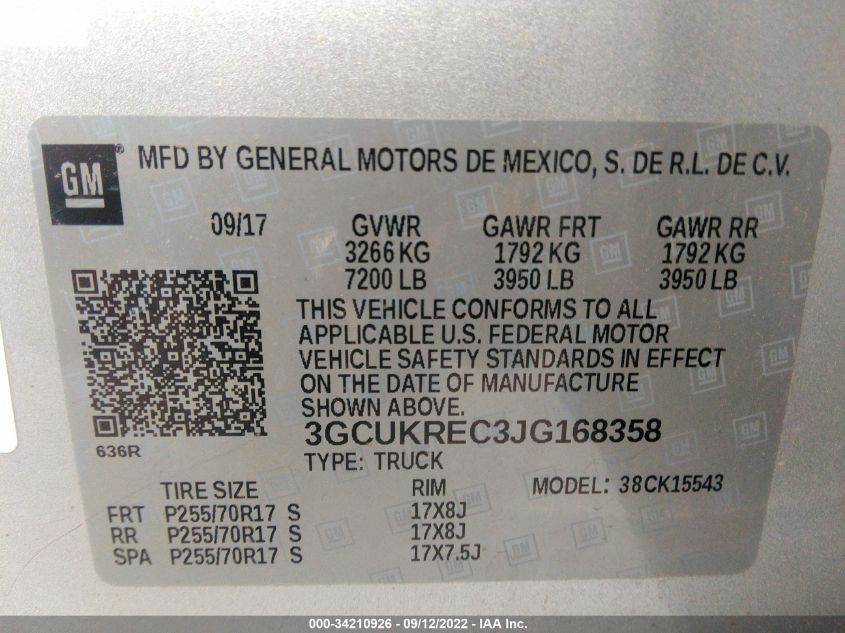 GM ® MFD BY GENERAL MOTORS DE MEXICO, S. DE R.L. DE C.V.
09/17 GVWR GAWR FRT GAWR RR
3266 KG 1792 KG 1792 KG
7200 LB 3950 LB 3950 LB
THIS VEHICLE CONFORMS TO ALL
APPLICABLE U.S. FEDERAL MOTOR
VEHICLE SAFETY STANDARDS IN EFFECT
ON THE DATE OF MANUFACTURE
SHOWN ABOVE.
3GCUKREC3JG168358
636R
TYPE: TRUCK
TIRE SIZE RIM MODEL: 38CK15543
FRT P255/70R17 S 17X8J
RR P255/70R17 S 17X8J
SPA P255/70R17 S 17X7.5J
000-34210926 - 09/12/2022 - IAAI.COM